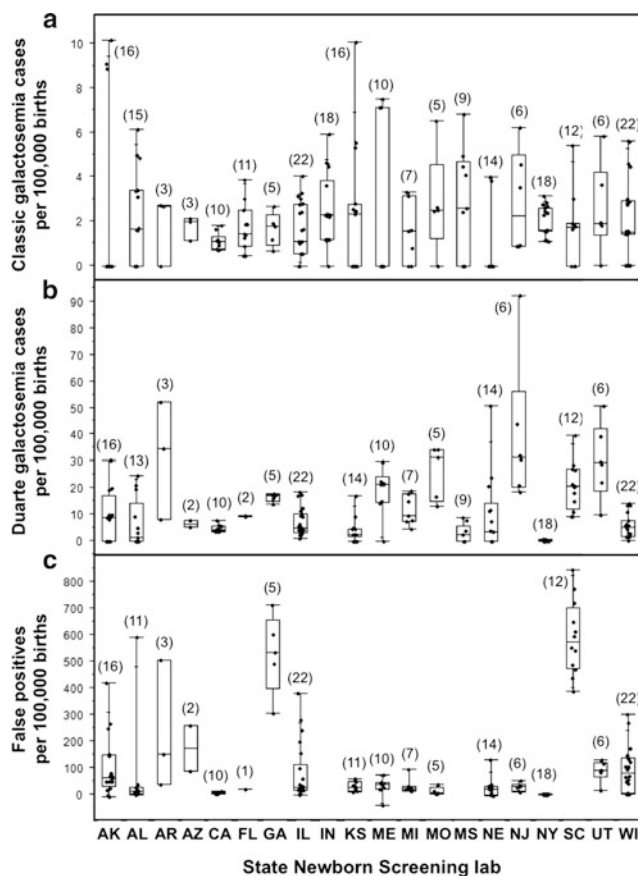 a
Classic galactosemia cases
per 100,000 births
10
8
6
4
2
0
(16) (15) (3) (3) (10) (11) (5) (22) (18) (16) (10) (7) (5) (9) (14) (6) (18) (12) (6) (22)
b
Duarte galactosemia cases
per 100,000 births
90
80
70
60
50
40
30
20
10
0
(16) (13) (3) (2) (10) (2) (5) (22) (14) (10) (7) (5) (9) (14) (6) (18) (12) (6) (22)
c
False positives
per 100,000 births
800
700
600
500
400
300
200
100
0
(16) (11) (3) (2) (10) (1) (5) (22) (11) (10) (7) (5) (14) (6) (18) (12) (6) (22)
AK AL AR AZ CA FL GA IL IN KS ME MI MO MS NE NJ NY SC UT WI
State Newborn Screening lab